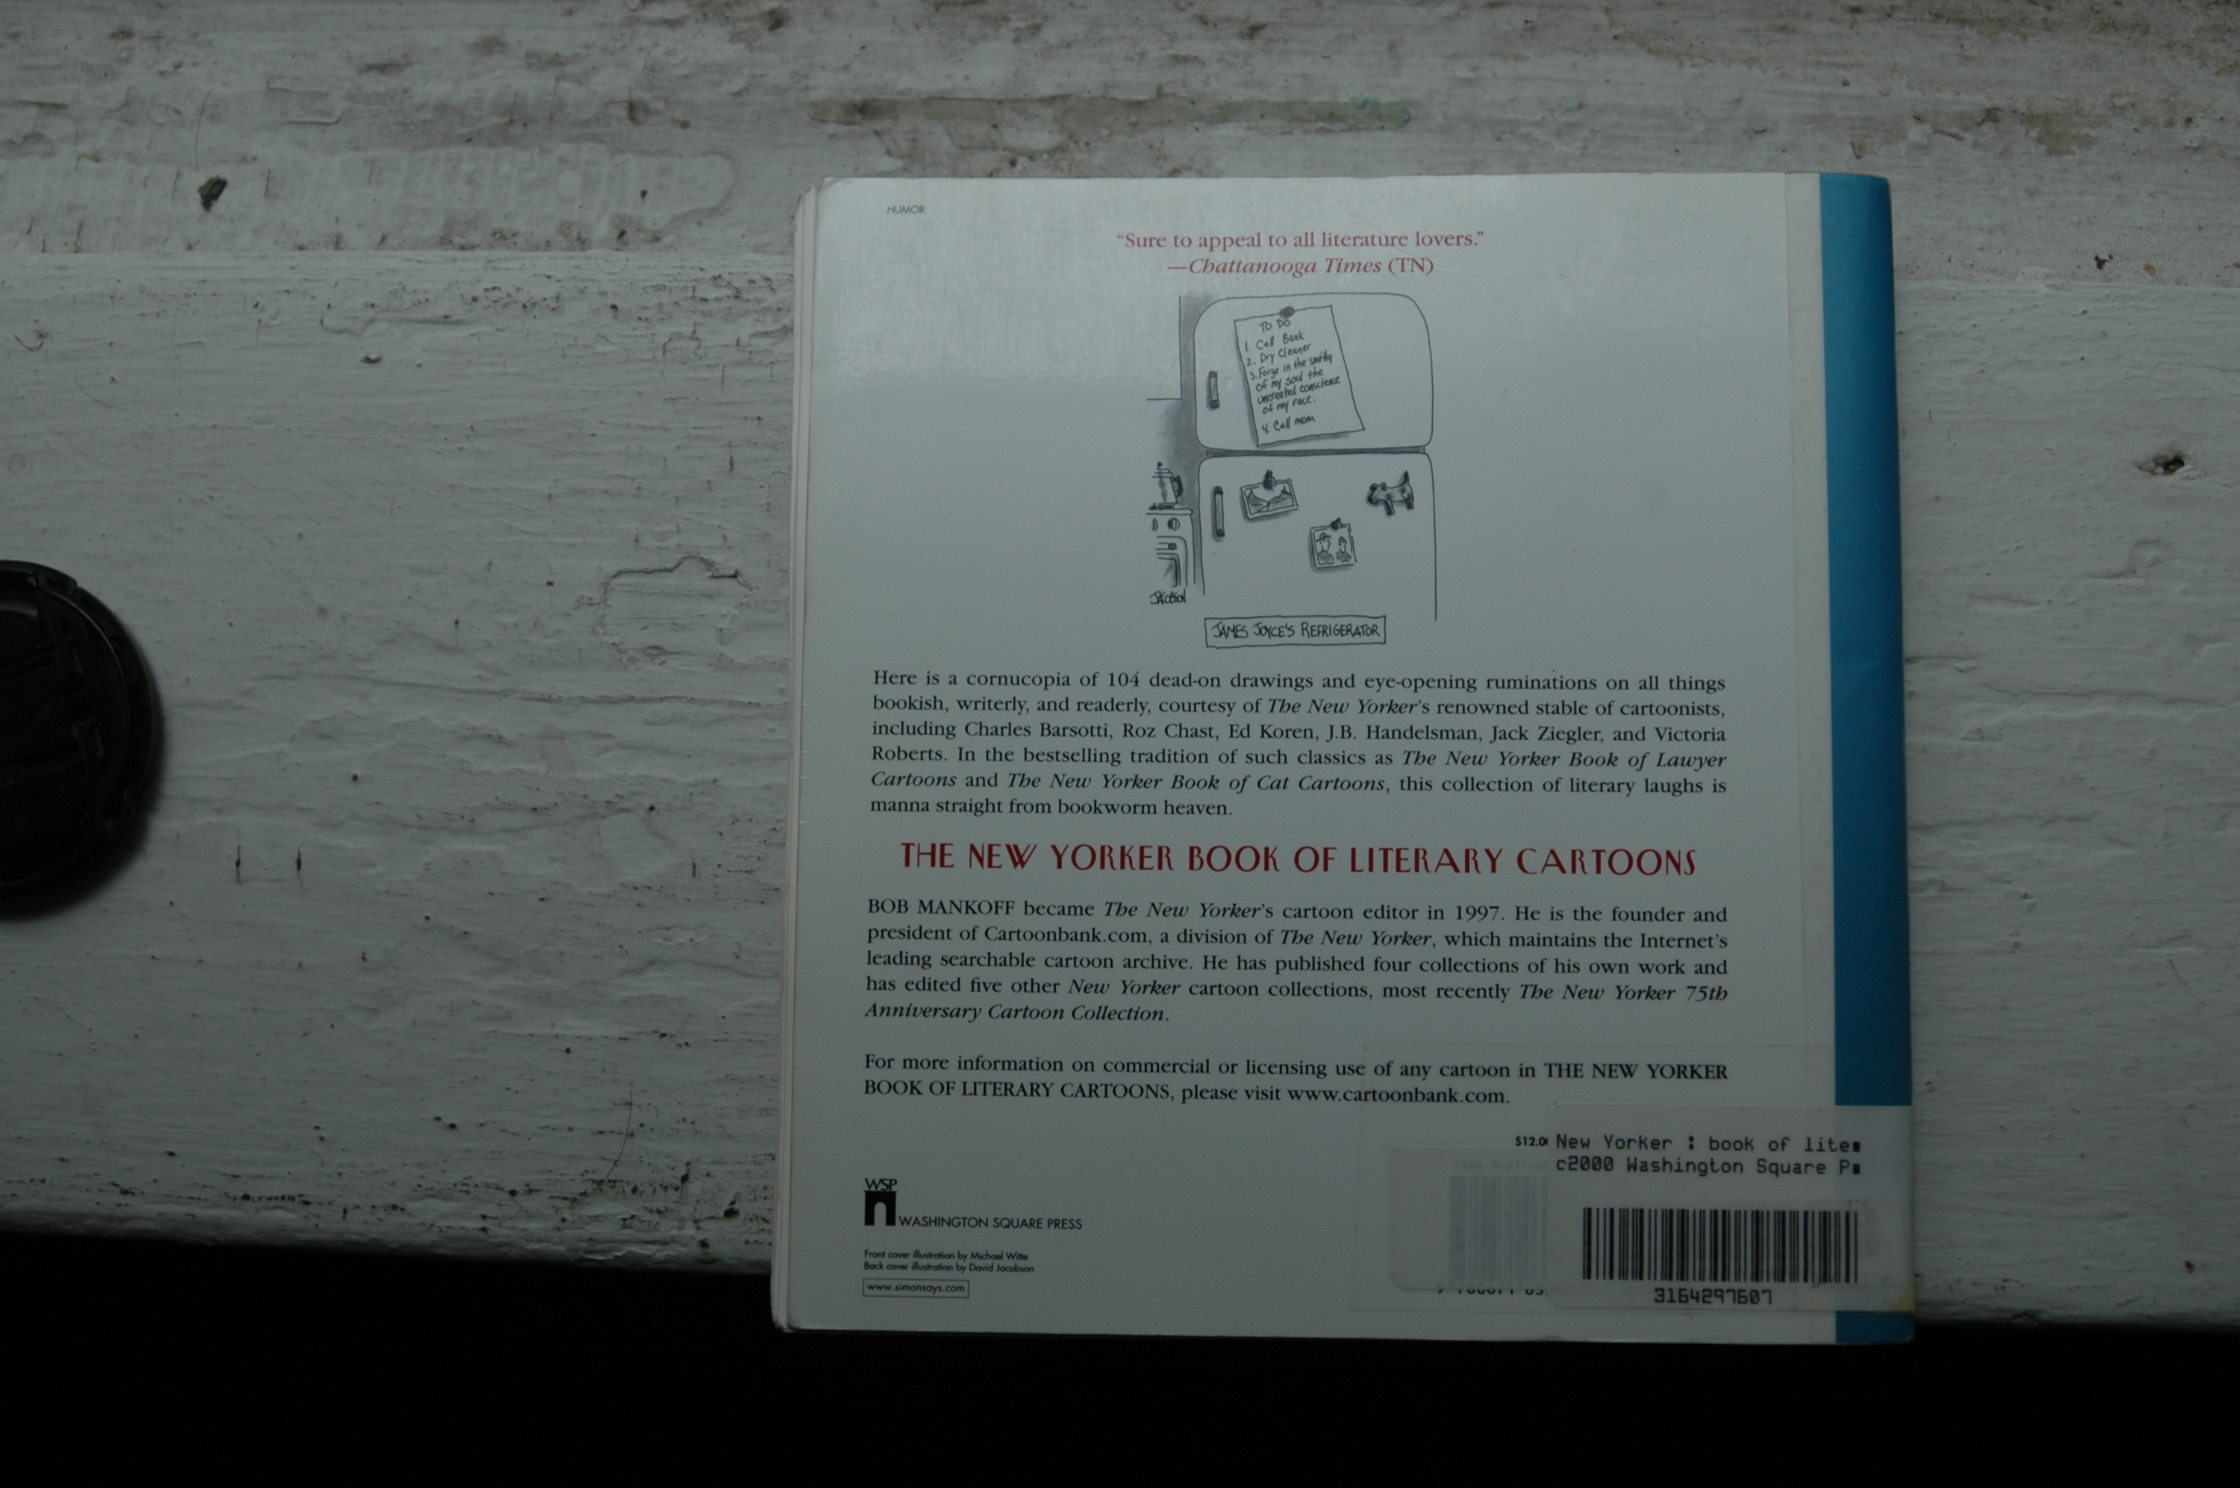 HUMOR
“Sure to appeal to all literature lovers.”
—Chattanooga Times (TN)
TO DO
1. Call Bank
2. Dry Cleaner
3. Forge in the smithy
of my soul the
uncreated conscience
of my race.
4. Call mom
JACOBSON
JAMES JOYCE'S REFRIGERATOR
Here is a cornucopia of 104 dead-on drawings and eye-opening ruminations on all things
bookish, writerly, and readerly, courtesy of The New Yorker's renowned stable of cartoonists,
including Charles Barsotti, Roz Chast, Ed Koren, J.B. Handelsman, Jack Ziegler, and Victoria
Roberts. In the bestselling tradition of such classics as The New Yorker Book of Lawyer
Cartoons and The New Yorker Book of Cat Cartoons, this collection of literary laughs is
manna straight from bookworm heaven.
THE NEW YORKER BOOK OF LITERARY CARTOONS
BOB MANKOFF became The New Yorker's cartoon editor in 1997. He is the founder and
president of Cartoonbank.com, a division of The New Yorker, which maintains the Internet's
leading searchable cartoon archive. He has published four collections of his own work and
has edited five other New Yorker cartoon collections, most recently The New Yorker 75th
Anniversary Cartoon Collection.
For more information on commercial or licensing use of any cartoon in THE NEW YORKER
BOOK OF LITERARY CARTOONS, please visit www.cartoonbank.com.
$12.0
New Yorker : book of lite
c2000 Washington Square P
3164297607
WSP
WASHINGTON SQUARE PRESS
Front cover illustration by Michael Witte
Back cover illustration by David Jacobson
www.simonsays.com